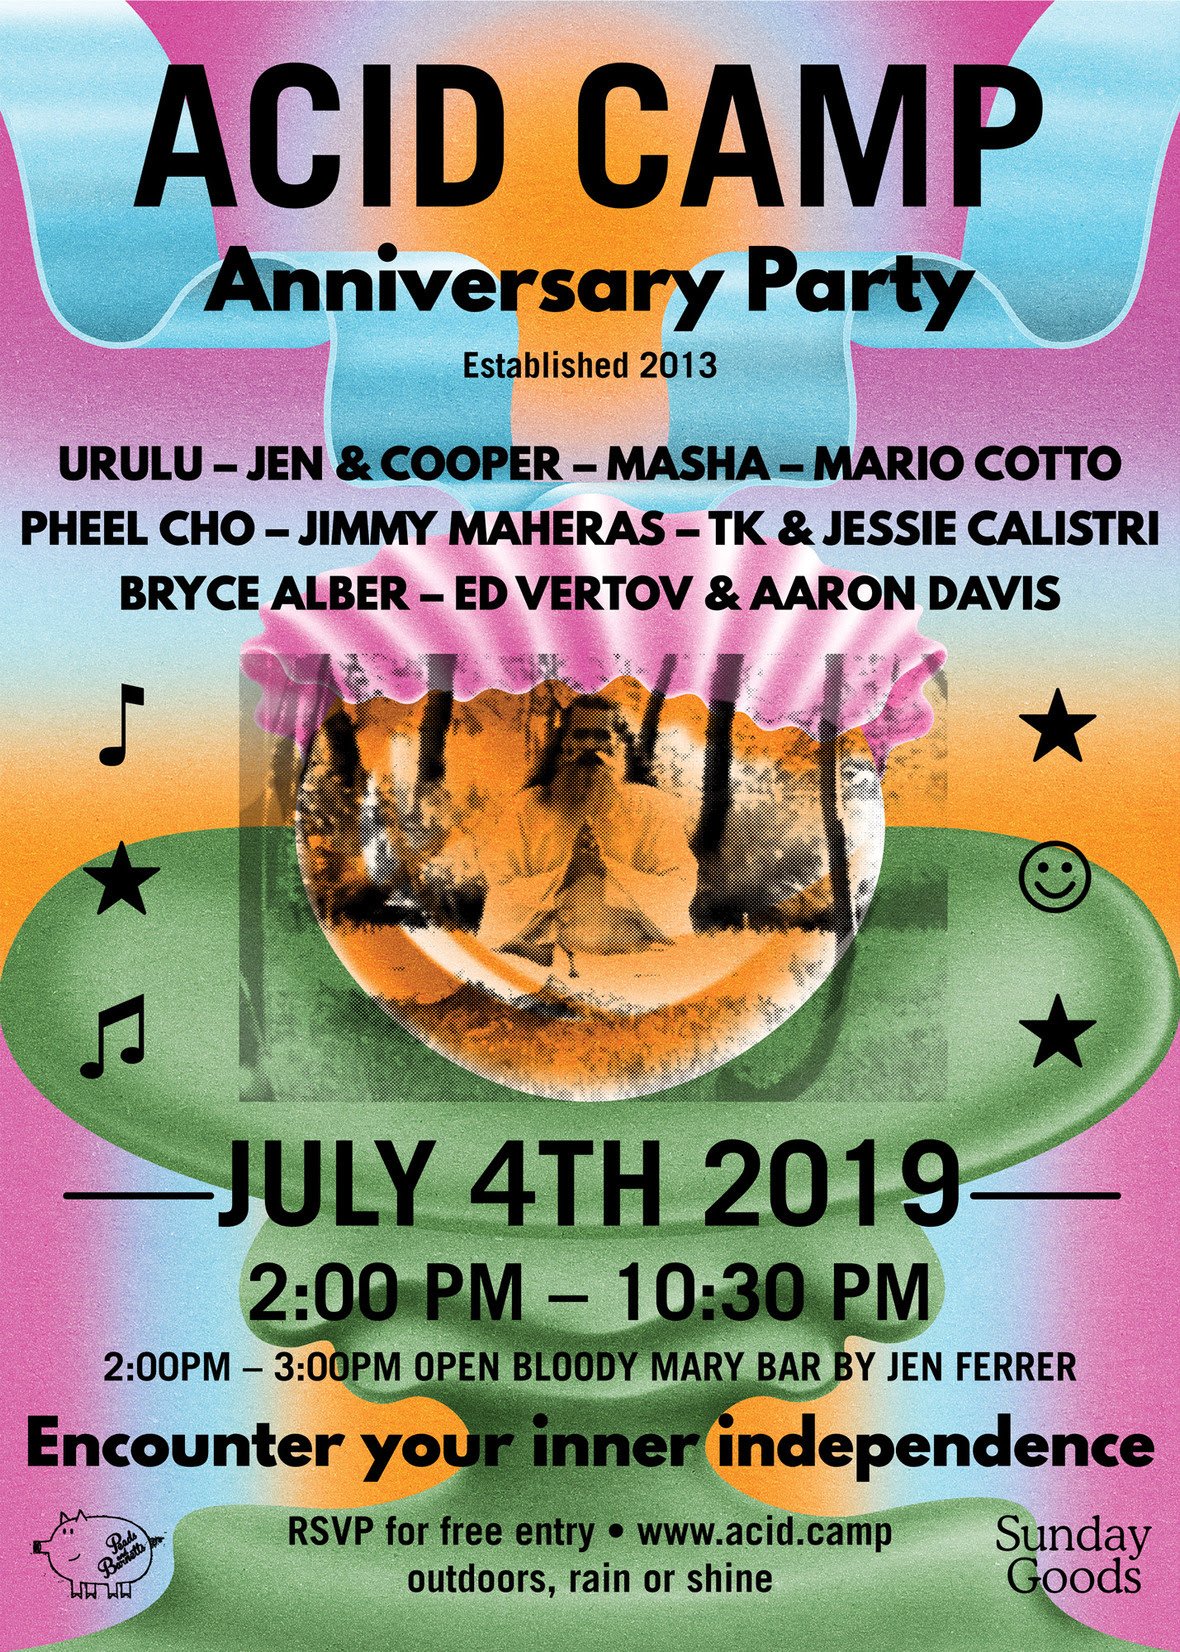 ACID CAMP
Anniversary Party
Established 2013
URULU – JEN & COOPER – MASHA – MARIO COTTO
PHEEL CHO – JIMMY MAHERAS – TK & JESSIE CALISTRI
BRYCE ALBER – ED VERTOV & AARON DAVIS
JULY 4TH 2019
2:00 PM – 10:30 PM
2:00PM – 3:00PM OPEN BLOODY MARY BAR BY JEN FERRER
Encounter your inner independence
RSVP for free entry • www.acid.camp
outdoors, rain or shine
Peads
and
Barnetts
Sunday
Goods